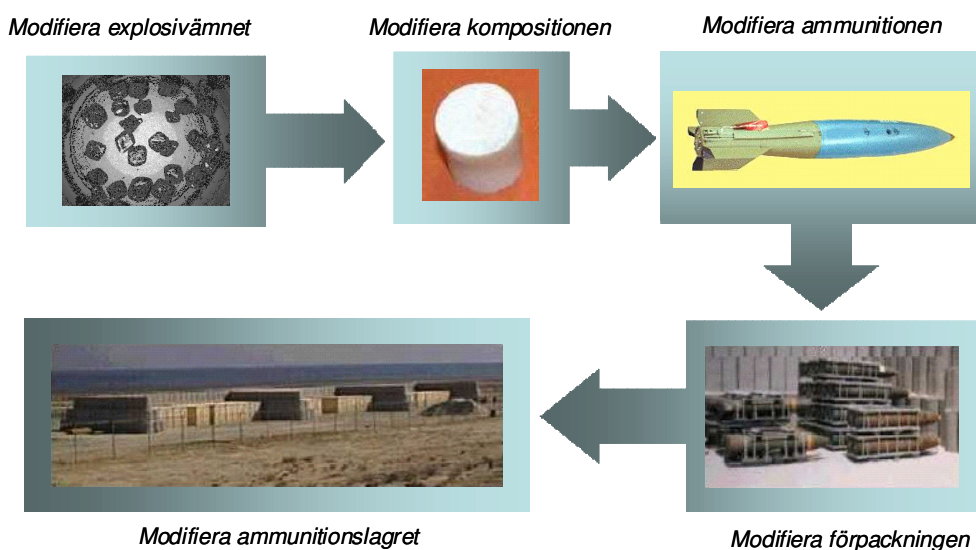 Modifiera explosivämnet
Modifiera kompositionen
Modifiera ammunitionen
Modifiera förpackningen
Modifiera ammunitionslagret